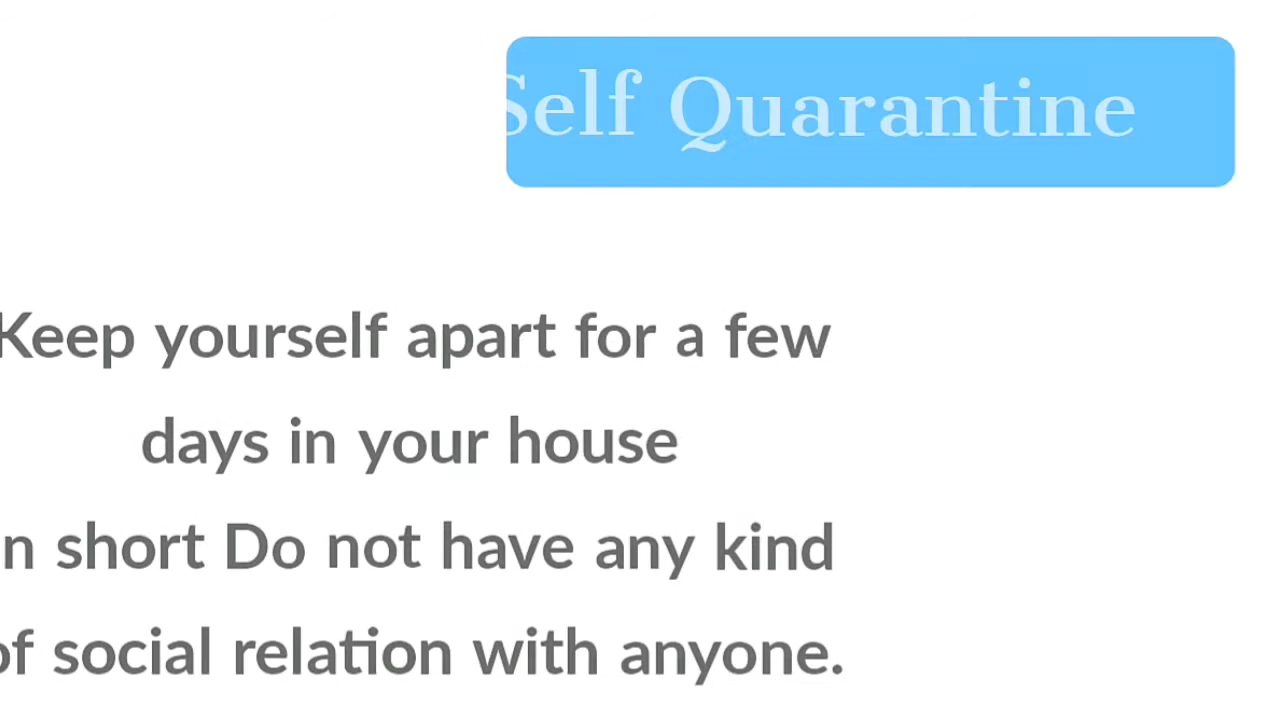 Self Quarantine
Keep yourself apart for a few
days in your house
n short Do not have any kind
of social relation with anyone.